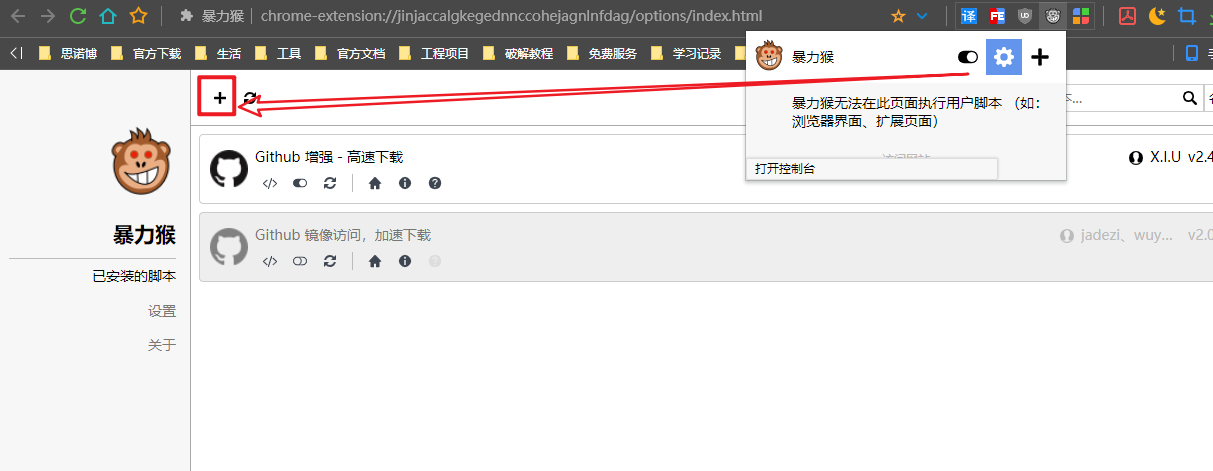 暴力猴 chrome-extension://jinjaccalgkegednnccohejagnlnfdag/options/index.html 译 FE
思诺博 官方下载 生活 工具 官方文档 工程项目 破解教程 免费服务 学习记录
暴力猴
暴力猴无法在此页面执行用户脚本 （如：
浏览器界面、扩展页面）
打开控制台
Github 增强 - 高速下载
X.I.U v2.4
Github 镜像访问，加速下载
jadezi、wuy... v2.0
暴力猴
已安装的脚本
设置
关于